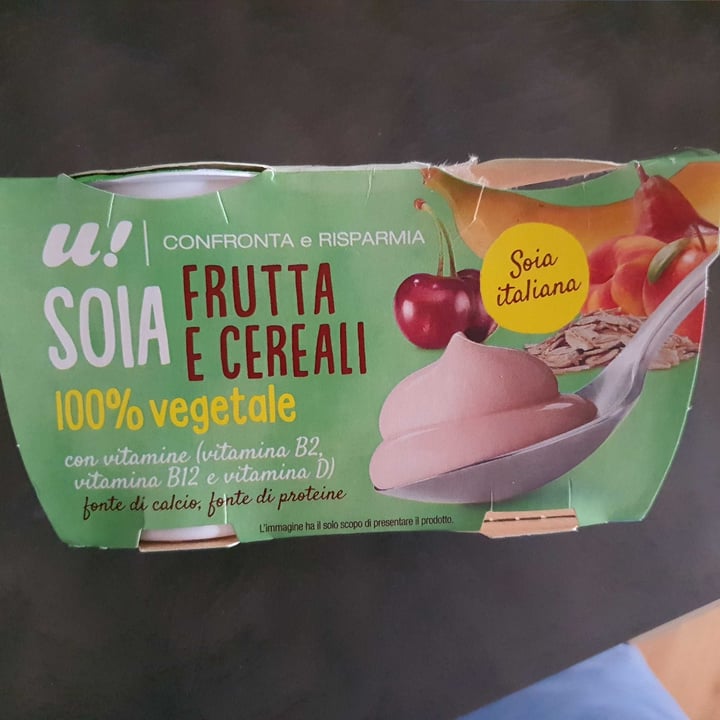 u! | CONFRONTA e RISPARMIA
SOIA FRUTTA
E CEREALI
100% vegetale
con vitamine (vitamina B2,
vitamina B12 e vitamina D)
fonte di calcio, fonte di proteine
L'immagine ha il solo scopo di presentare il prodotto.
Soia
italiana